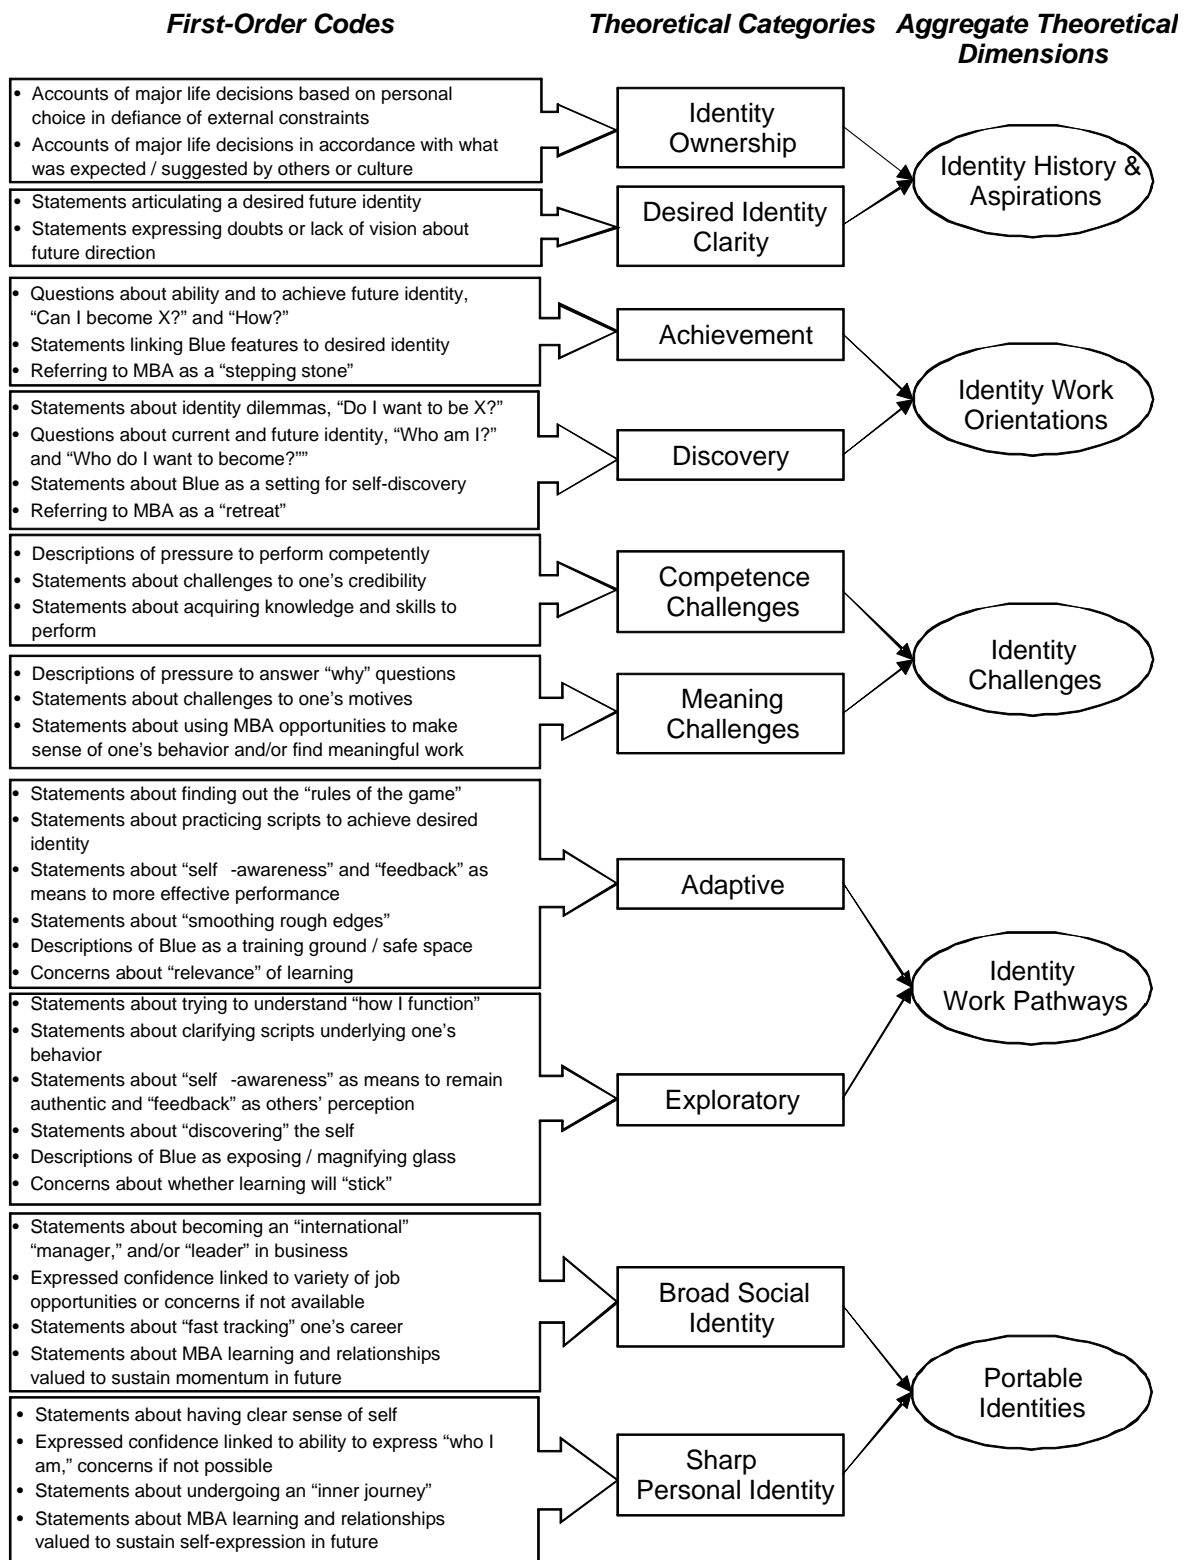 First-Order Codes
Theoretical Categories
Aggregate Theoretical
Dimensions
• Accounts of major life decisions based on personal
choice in defiance of external constraints
• Accounts of major life decisions in accordance with what
was expected / suggested by others or culture
Identity
Ownership
Identity History &
Aspirations
• Statements articulating a desired future identity
• Statements expressing doubts or lack of vision about
future direction
Desired Identity
Clarity
• Questions about ability and to achieve future identity,
“Can I become X?” and “How?”
• Statements linking Blue features to desired identity
• Referring to MBA as a “stepping stone”
Achievement
Identity Work
Orientations
• Statements about identity dilemmas, “Do I want to be X?”
• Questions about current and future identity, “Who am I?”
and “Who do I want to become?””
• Statements about Blue as a setting for self-discovery
• Referring to MBA as a “retreat”
Discovery
• Descriptions of pressure to perform competently
• Statements about challenges to one’s credibility
• Statements about acquiring knowledge and skills to
perform
Competence
Challenges
Identity
Challenges
• Descriptions of pressure to answer “why” questions
• Statements about challenges to one’s motives
• Statements about using MBA opportunities to make
sense of one’s behavior and/or find meaningful work
Meaning
Challenges
• Statements about finding out the “rules of the game”
• Statements about practicing scripts to achieve desired
identity
• Statements about “self -awareness” and “feedback” as
means to more effective performance
• Statements about “smoothing rough edges”
• Descriptions of Blue as a training ground / safe space
• Concerns about “relevance” of learning
Adaptive
Identity
Work Pathways
• Statements about trying to understand “how I function”
• Statements about clarifying scripts underlying one’s
behavior
• Statements about “self -awareness” as means to remain
authentic and “feedback” as others’ perception
• Statements about “discovering” the self
• Descriptions of Blue as exposing / magnifying glass
• Concerns about whether learning will “stick”
Exploratory
• Statements about becoming an “international”
“manager,” and/or “leader” in business
• Expressed confidence linked to variety of job
opportunities or concerns if not available
• Statements about “fast tracking” one’s career
• Statements about MBA learning and relationships
valued to sustain momentum in future
Broad Social
Identity
Portable
Identities
• Statements about having clear sense of self
• Expressed confidence linked to ability to express “who I
am,” concerns if not possible
• Statements about undergoing an “inner journey”
• Statements about MBA learning and relationships
valued to sustain self-expression in future
Sharp
Personal Identity